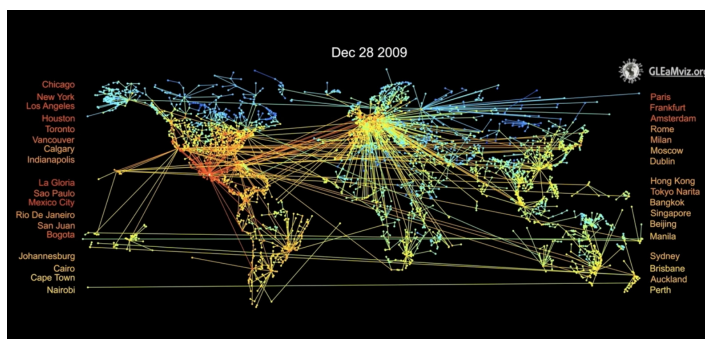 Dec 28 2009
GLEaMviz.org
Chicago
New York
Los Angeles
Houston
Toronto
Vancouver
Calgary
Indianapolis
La Gloria
Sao Paulo
Mexico City
Rio De Janeiro
San Juan
Bogota
Johannesburg
Cairo
Cape Town
Nairobi
Paris
Frankfurt
Amsterdam
Rome
Milan
Moscow
Dublin
Hong Kong
Tokyo Narita
Bangkok
Singapore
Beijing
Manila
Sydney
Brisbane
Auckland
Perth